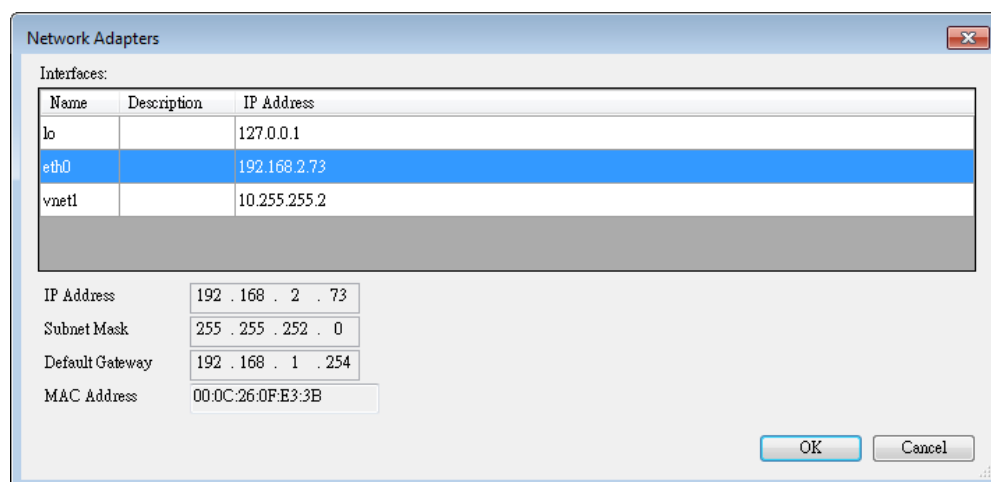 Network Adapters
Interfaces:
Name Description IP Address
lo 127.0.0.1
eth0 192.168.2.73
vnet1 10.255.255.2
IP Address 192 . 168 . 2 . 73
Subnet Mask 255 . 255 . 252 . 0
Default Gateway 192 . 168 . 1 . 254
MAC Address 00:0C:26:0F:E3:3B
OK Cancel